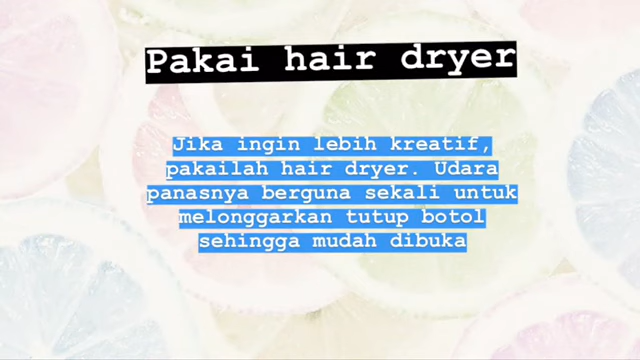 Pakai hair dryer
Jika ingin lebih kreatif,
pakailah hair dryer. Udara
panasnya berguna sekali untuk
melonggarkan tutup botol
sehingga mudah dibuka